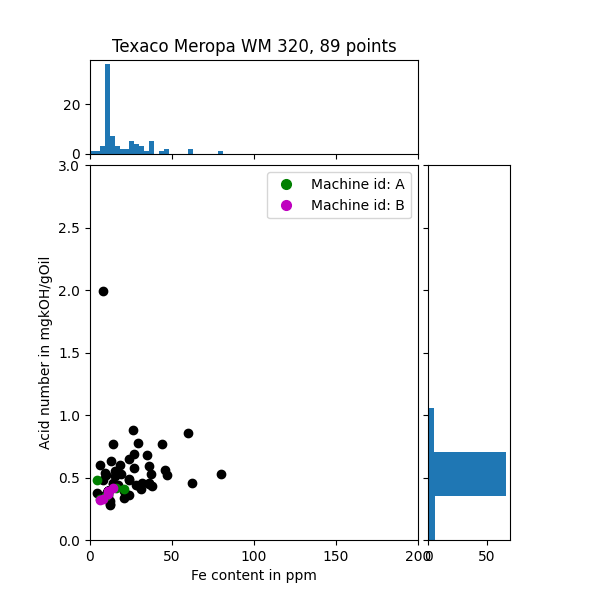 Texaco Meropa WM 320, 89 points
20
0
3.0
2.5
2.0
1.5
1.0
0.5
0.0
Acid number in mgkOH/gOil
Machine id: A
Machine id: B
0 50 100 150 200
0 50
Fe content in ppm